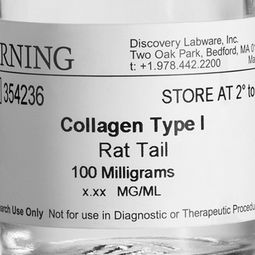 Discovery Labware, Inc.
Two Oak Park, Bedford, MA 0
t: +1.978.442.2200
RNING
354236
STORE AT 2° to
Collagen Type I
Rat Tail
100 Milligrams
x.xx MG/ML
arch Use Only Not for use in Diagnostic or Therapeutic Procedu